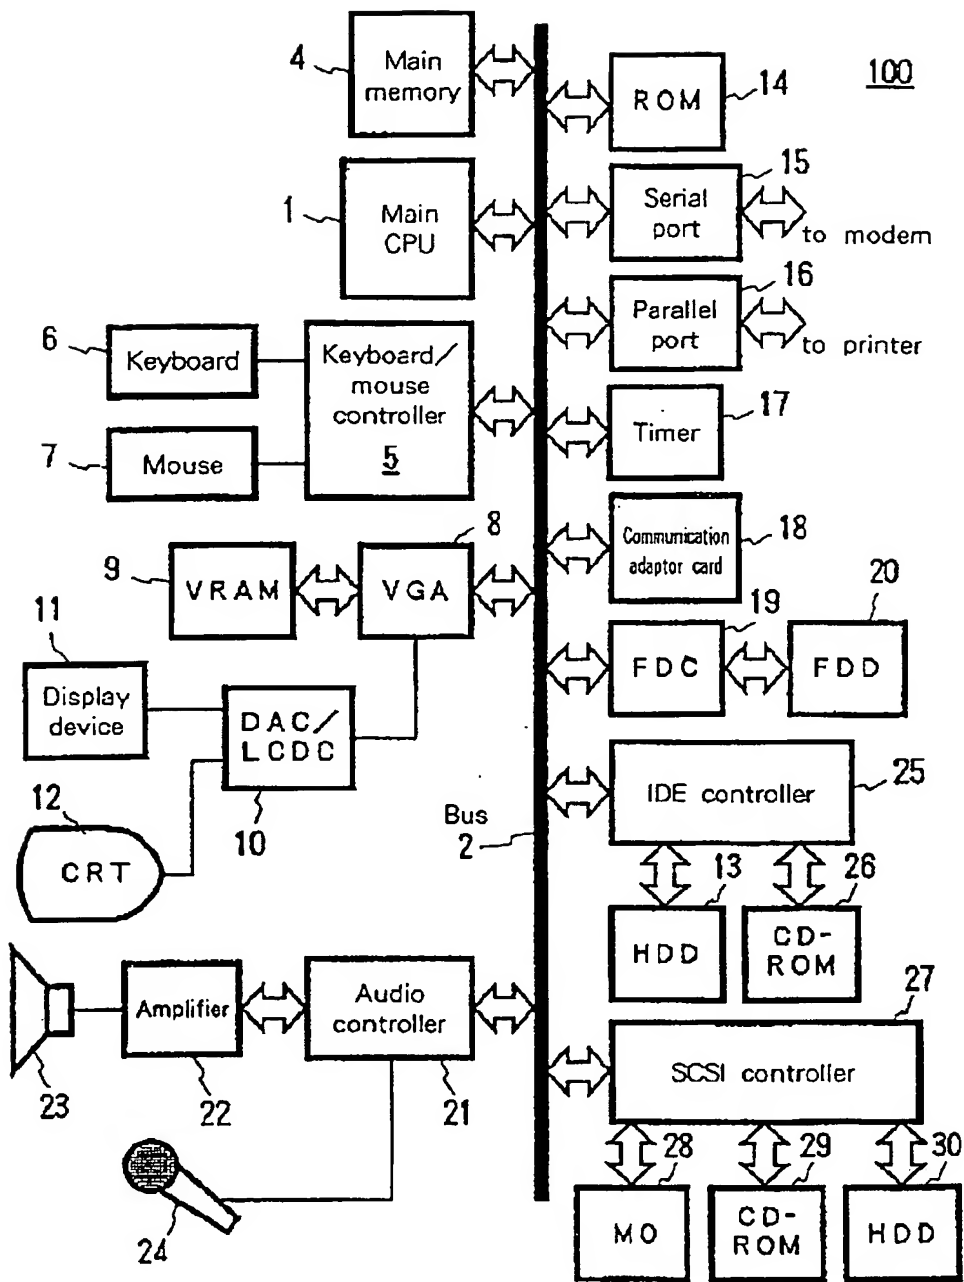 4
Main
memory
ROM
14
100
1
Main
CPU
15
Serial
port
to modem
16
Parallel
port
to printer
6
Keyboard
Keyboard/
mouse
controller
5
7
Mouse
17
Timer
8
9
VRAM
VGA
18
Communication
adaptor card
11
Display
device
19
FDC
20
FDD
DAC/
LCDC
10
12
CRT
Bus
2
25
IDE controller
13
HDD
26
CD-
ROM
23
Amplifier
22
Audio
controller
21
24
27
SCSI controller
28
MO
29
CD-
ROM
30
HDD